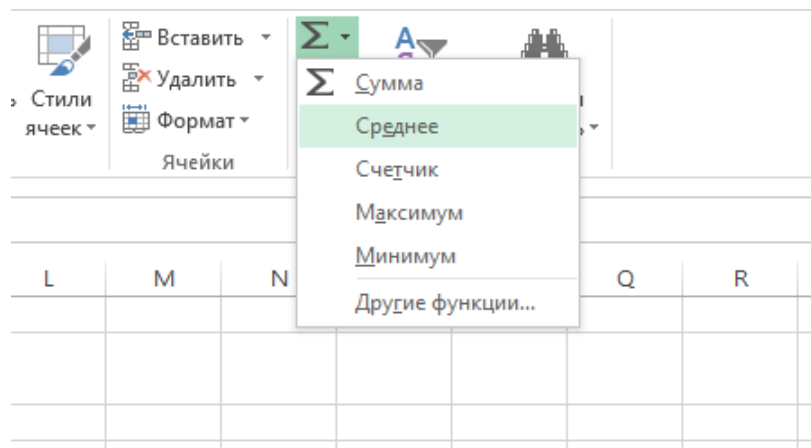 Вставить
Удалить
Формат
Стили
ячеек
Ячейки
Σ
А
Σ Сумма
Среднее
Счетчик
Максимум
Минимум
Другие функции...
L M N Q R